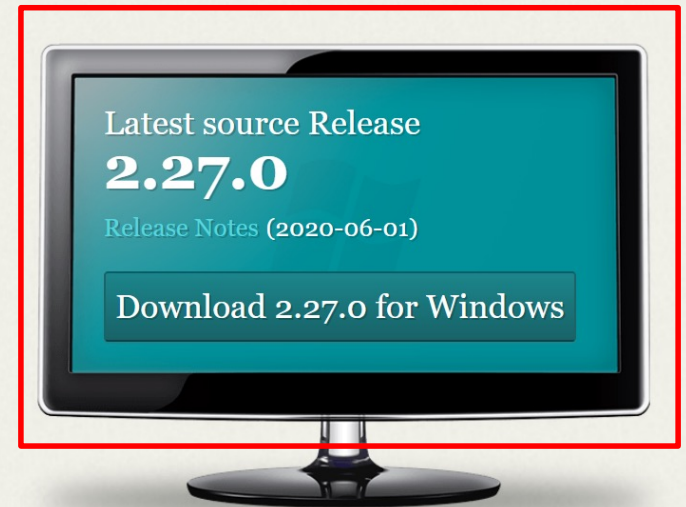 Latest source Release
2.27.0
Release Notes (2020-06-01)
Download 2.27.0 for Windows